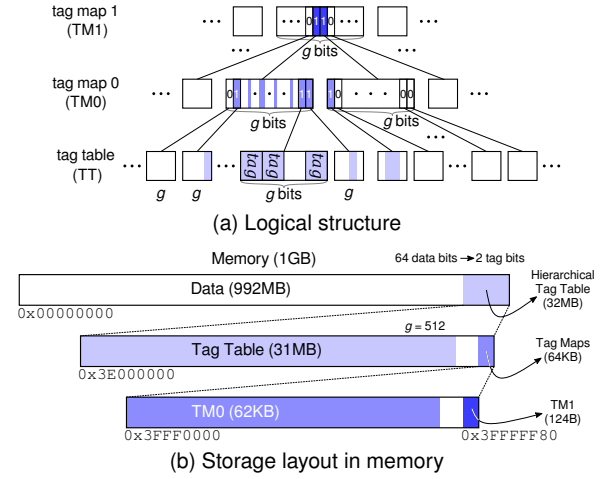 tag map 1
(TM1)
... 0 1 1 0 ...
g bits
tag map 0
(TM0)
0 1 . . . . 1 1 0 ... 0 0
g bits g bits
tag table
(TT)
tag tag tag
g g g bits g
(a) Logical structure
Memory (1GB) 64 data bits → 2 tag bits
Data (992MB)
Hierarchical
Tag Table
(32MB)
0x00000000
g = 512
Tag Table (31MB)
Tag Maps
(64KB)
0x3E000000
TM0 (62KB)
TM1
(124B)
0x3FFF0000 0x3FFFFF80
(b) Storage layout in memory